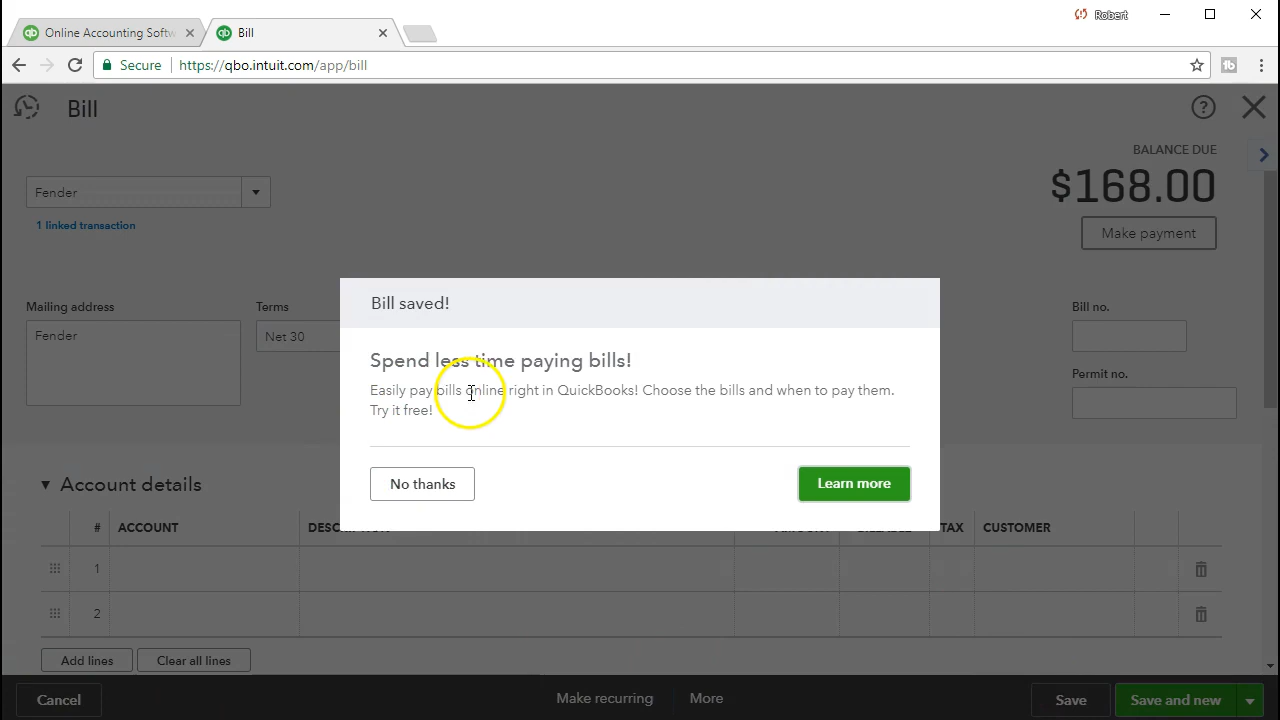 Online Accounting Softw
Bill
Robert
Secure
https://qbo.intuit.com/app/bill
Bill
BALANCE DUE
$168.00
Fender
1 linked transaction
Make payment
Mailing address
Terms
Bill no.
Fender
Net 30
Permit no.
Bill saved!
Spend less time paying bills!
Easily pay bills online right in QuickBooks! Choose the bills and when to pay them.
Try it free!
No thanks
Learn more
Account details
# ACCOUNT TAX CUSTOMER
1
2
Add lines
Clear all lines
Cancel
Make recurring
More
Save
Save and new